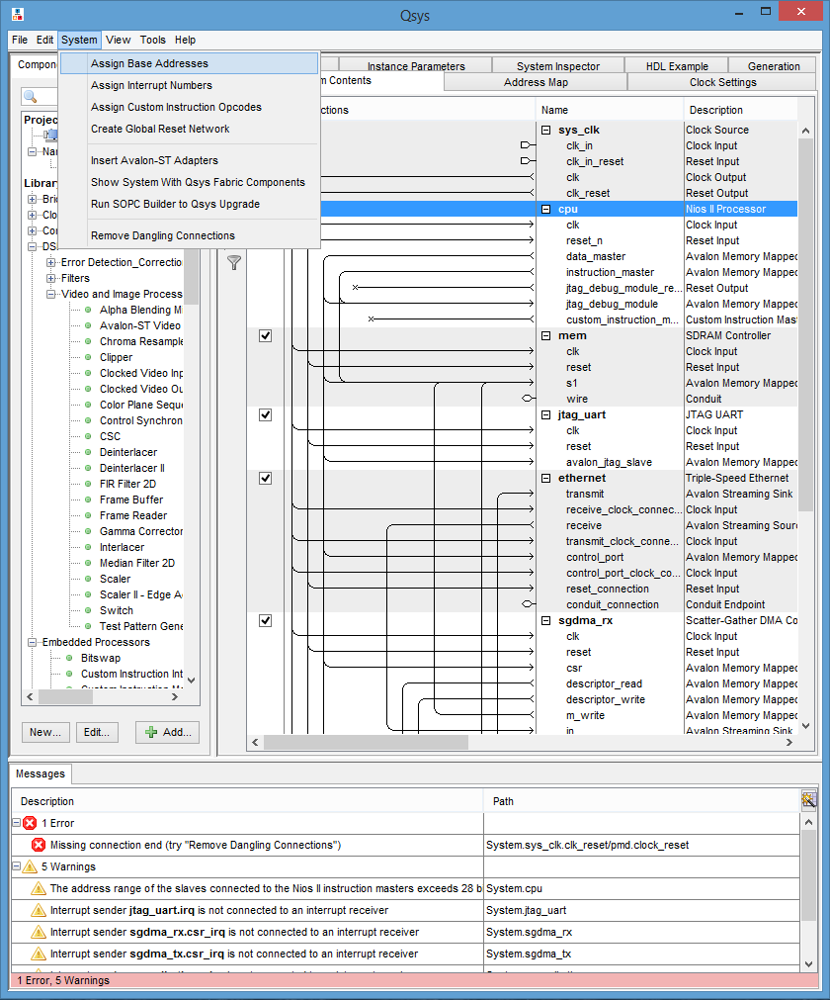 Qsys
File Edit System View Tools Help
Assign Base Addresses
Assign Interrupt Numbers
Assign Custom Instruction Opcodes
Create Global Reset Network
Insert Avalon-ST Adapters
Show System With Qsys Fabric Components
Run SOPC Builder to Qsys Upgrade
Remove Dangling Connections
Instance Parameters System Inspector HDL Example Generation
Contents Address Map Clock Settings
Name Description
sys_clk Clock Source
clk_in Clock Input
clk_in_reset Reset Input
clk Clock Output
clk_reset Reset Output
cpu Nios II Processor
clk Clock Input
reset_n Reset Input
data_master Avalon Memory Mapped
instruction_master Avalon Memory Mapped
jtag_debug_module_re... Reset Output
jtag_debug_module Avalon Memory Mapped
custom_instruction_m... Custom Instruction Mast
mem SDRAM Controller
clk Clock Input
reset Reset Input
s1 Avalon Memory Mapped
wire Conduit
jtag_uart JTAG UART
clk Clock Input
reset Reset Input
avalon_jtag_slave Avalon Memory Mapped
ethernet Triple-Speed Ethernet
transmit Avalon Streaming Sink
receive_clock_connec... Clock Input
receive Avalon Streaming Sour
transmit_clock_conne... Clock Input
control_port Avalon Memory Mapped
control_port_clock_co... Clock Input
reset_connection Reset Input
conduit_connection Conduit Endpoint
sgdma_rx Scatter-Gather DMA Co
clk Clock Input
reset Reset Input
csr Avalon Memory Mapped
descriptor_read Avalon Memory Mapped
descriptor_write Avalon Memory Mapped
m_write Avalon Memory Mapped
in Avalon Streaming Sink
Error Detection_Correctio
Filters
Video and Image Process
Alpha Blending M
Avalon-ST Video
Chroma Resample
Clipper
Clocked Video Inp
Clocked Video Ou
Color Plane Seque
Control Synchron
CSC
Deinterlacer
Deinterlacer II
FIR Filter 2D
Frame Buffer
Frame Reader
Gamma Corrector
Interlacer
Median Filter 2D
Scaler
Scaler II - Edge A
Switch
Test Pattern Gene
Embedded Processors
Bitswap
Custom Instruction Int
New... Edit... Add...
Messages
Description Path
1 Error
Missing connection end (try "Remove Dangling Connections") System.sys_clk.clk_reset/pmd.clock_reset
5 Warnings
The address range of the slaves connected to the Nios II instruction masters exceeds 28 b System.cpu
Interrupt sender jtag_uart.irq is not connected to an interrupt receiver System.jtag_uart
Interrupt sender sgdma_rx.csr_irq is not connected to an interrupt receiver System.sgdma_rx
Interrupt sender sgdma_tx.csr_irq is not connected to an interrupt receiver System.sgdma_tx
1 Error, 5 Warnings